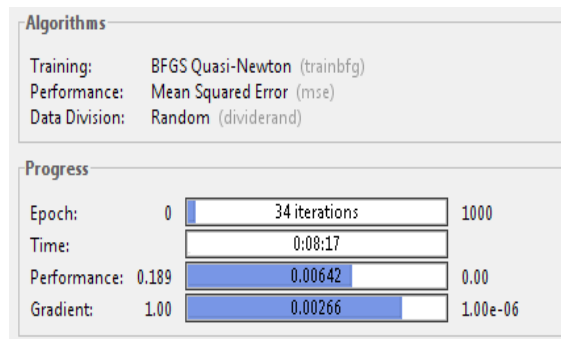 Algorithms
Training: BFGS Quasi-Newton (trainbfg)
Performance: Mean Squared Error (mse)
Data Division: Random (dividerand)
Progress
Epoch: 0 34 iterations 1000
Time: 0:08:17
Performance: 0.189 0.00642 0.00
Gradient: 1.00 0.00266 1.00e-06